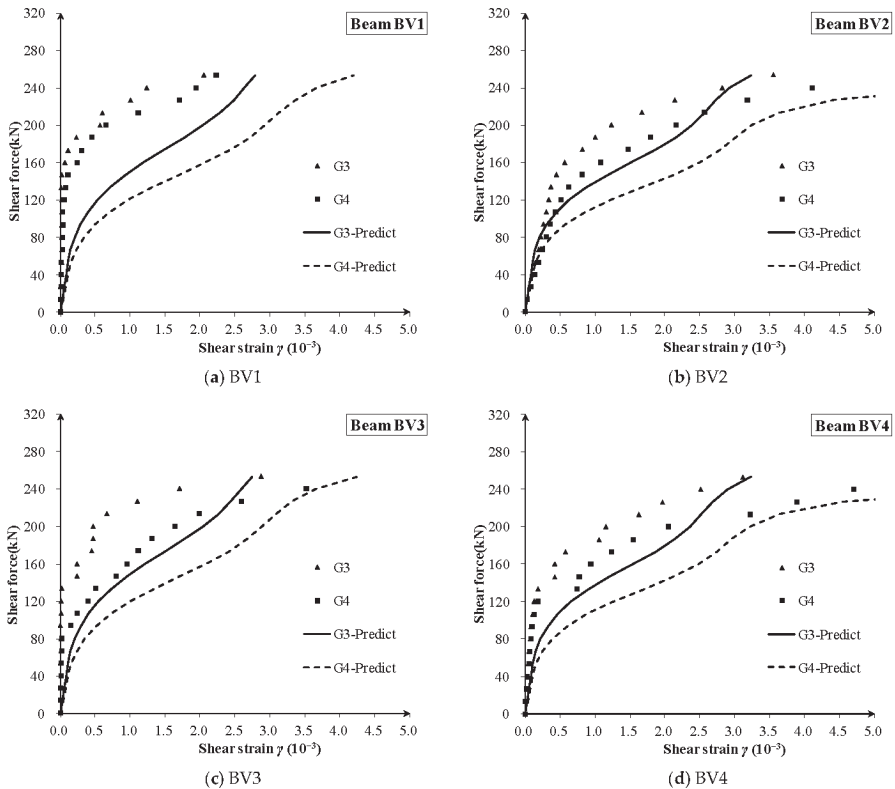 Beam BV1
Shear force(kN)
320
280
240
200
160
120
80
40
0
G3
G4
G3-Predict
G4-Predict
0.0 0.5 1.0 1.5 2.0 2.5 3.0 3.5 4.0 4.5 5.0
Shear strain γ (10⁻³)
(a) BV1
Beam BV2
Shear force(kN)
320
280
240
200
160
120
80
40
0
G3
G4
G3-Predict
G4-Predict
0.0 0.5 1.0 1.5 2.0 2.5 3.0 3.5 4.0 4.5 5.0
Shear strain γ (10⁻³)
(b) BV2
Beam BV3
Shear force(kN)
320
280
240
200
160
120
80
40
0
G3
G4
G3-Predict
G4-Predict
0.0 0.5 1.0 1.5 2.0 2.5 3.0 3.5 4.0 4.5 5.0
Shear strain γ (10⁻³)
(c) BV3
Beam BV4
Shear force(kN)
320
280
240
200
160
120
80
40
0
G3
G4
G3-Predict
G4-Predict
0.0 0.5 1.0 1.5 2.0 2.5 3.0 3.5 4.0 4.5 5.0
Shear strain γ (10⁻³)
(d) BV4